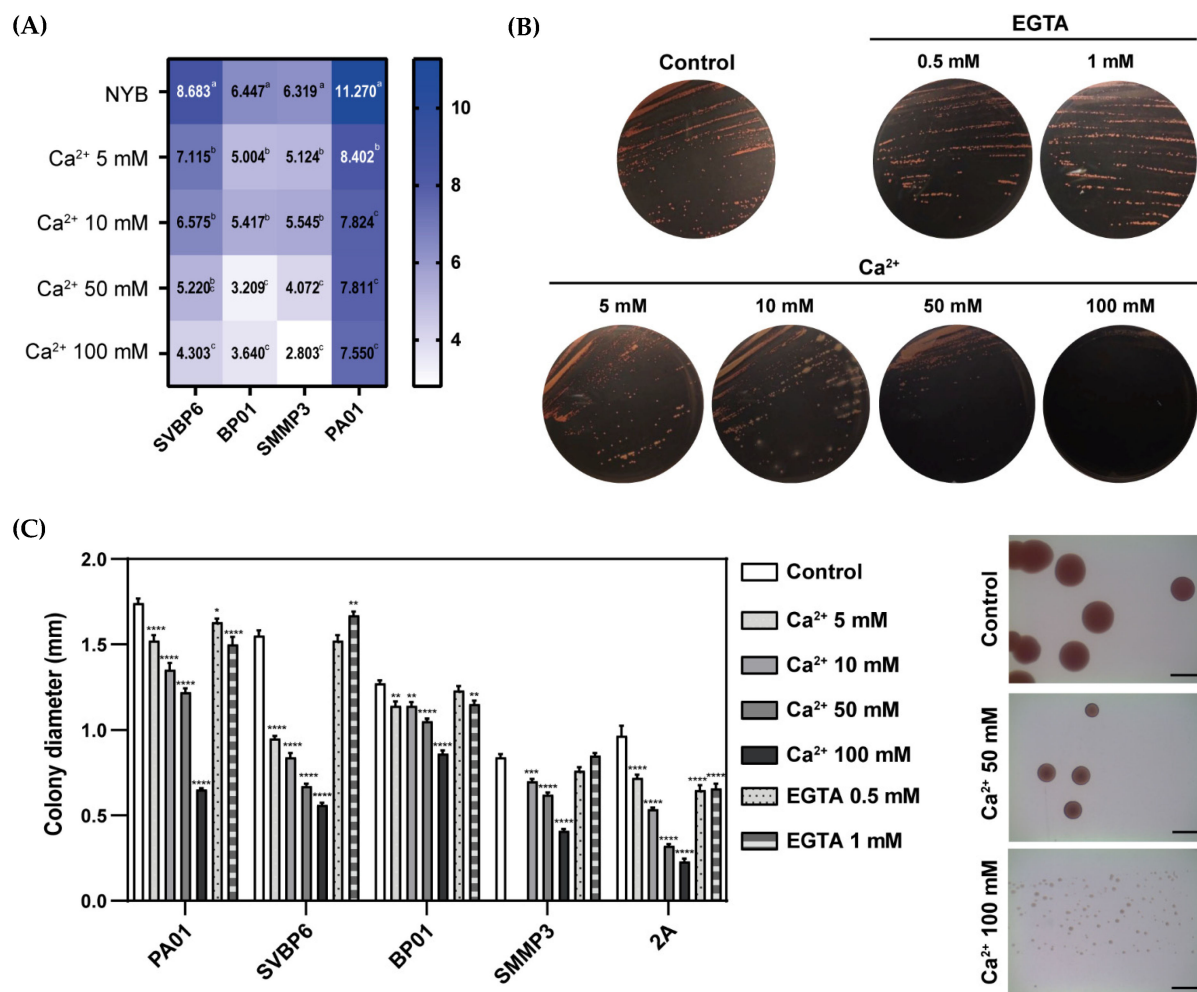 (A)
NYB 8.683a 6.447a 6.319a 11.270a
Ca2+ 5 mM 7.115b 5.004b 5.124b 8.402b
Ca2+ 10 mM 6.575b 5.417b 5.545b 7.824c
Ca2+ 50 mM 5.220bc 3.209c 4.072c 7.811c
Ca2+ 100 mM 4.303c 3.640c 2.803c 7.550c
SVBP6 BP01 SMMP3 PA01
10
8
6
4
(B)
EGTA
Control 0.5 mM 1 mM
Ca2+
5 mM 10 mM 50 mM 100 mM
(C)
Colony diameter (mm)
2.0
1.5
1.0
0.5
0.0
**** **** **** **** * ****
**** **** **** **** **
** ** **** **** **
*** **** ****
**** **** **** **** **** ****
PA01 SVBP6 BP01 SMMP3 2A
Control
Ca2+ 5 mM
Ca2+ 10 mM
Ca2+ 50 mM
Ca2+ 100 mM
EGTA 0.5 mM
EGTA 1 mM
Control
Ca2+ 50 mM
Ca2+ 100 mM